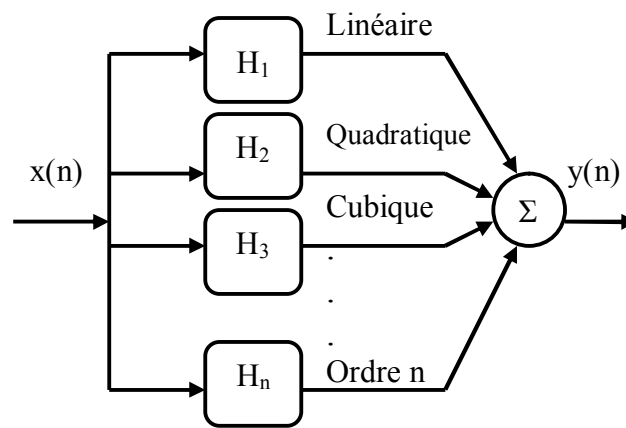 Linéaire
H₁
Quadratique
H₂
x(n)
y(n)
Cubique
Σ
H₃
.
.
.
Hₙ
Ordre n